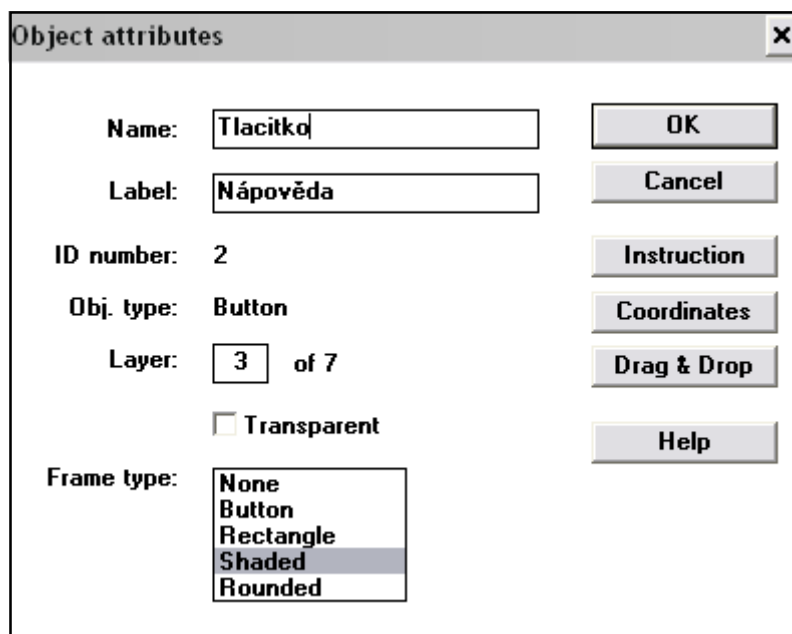 Object attributes
Name: Tlacitko
OK
Label: Nápověda
Cancel
ID number: 2
Instruction
Obj. type: Button
Coordinates
Layer: 3 of 7
Drag & Drop
Transparent
Help
Frame type:
None
Button
Rectangle
Shaded
Rounded